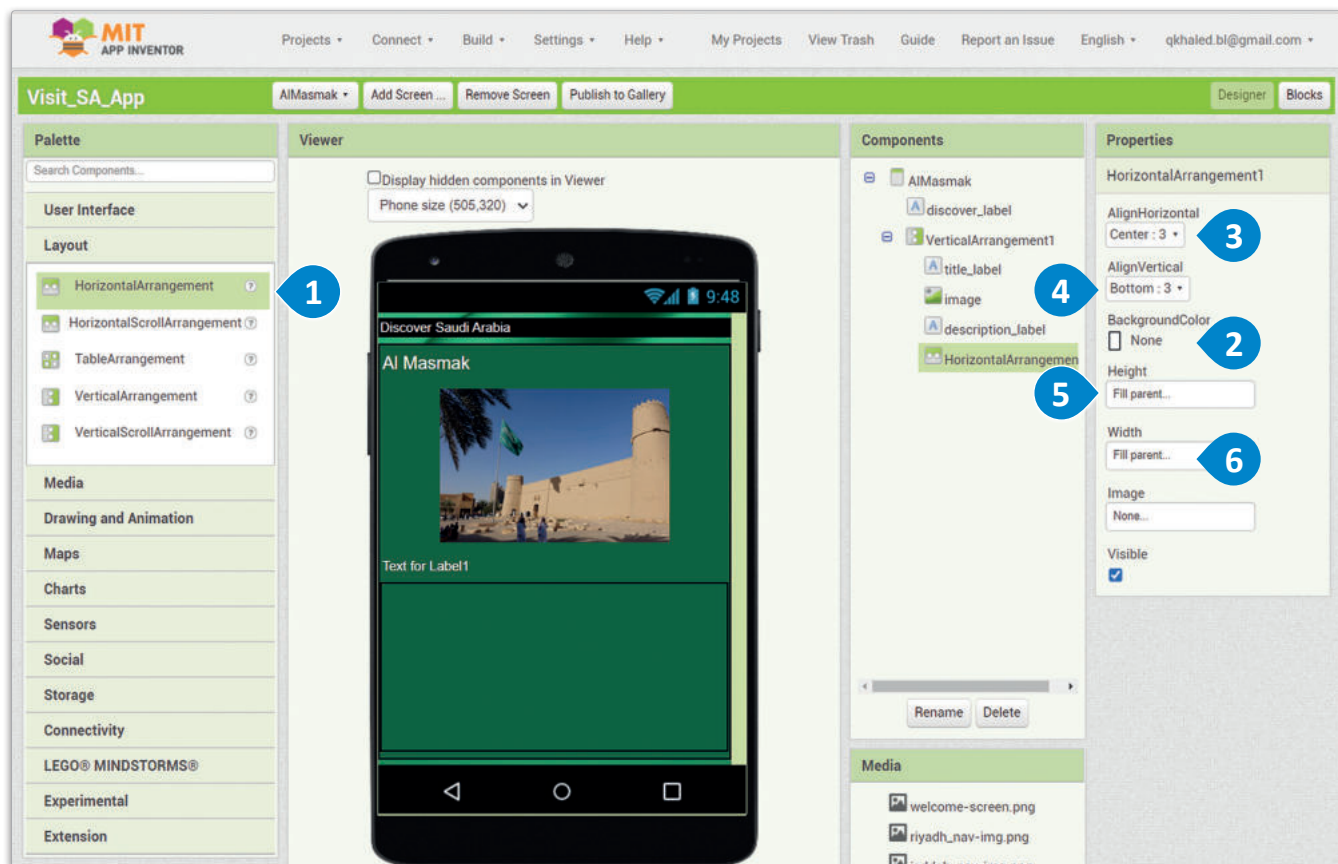 MIT
APP INVENTOR
Projects
Connect
Build
Settings
Help
My Projects
View Trash
Guide
Report an Issue
English
qkhaled.bl@gmail.com
Visit_SA_App
AlMasmak
Add Screen ...
Remove Screen
Publish to Gallery
Designer
Blocks
Palette
Search Components...
User Interface
Layout
HorizontalArrangement
HorizontalScrollArrangement
TableArrangement
VerticalArrangement
VerticalScrollArrangement
Media
Drawing and Animation
Maps
Charts
Sensors
Social
Storage
Connectivity
LEGO® MINDSTORMS®
Experimental
Extension
1
Viewer
Display hidden components in Viewer
Phone size (505,320)
9:48
Discover Saudi Arabia
Al Masmak
Text for Label1
Components
AlMasmak
discover_label
VerticalArrangement1
title_label
image
description_label
HorizontalArrangemen
Rename
Delete
Media
welcome-screen.png
riyadh_nav-img.png
Properties
HorizontalArrangement1
AlignHorizontal
Center : 3
3
AlignVertical
Bottom : 3
4
BackgroundColor
None
2
Height
Fill parent...
5
Width
Fill parent...
6
Image
None...
Visible